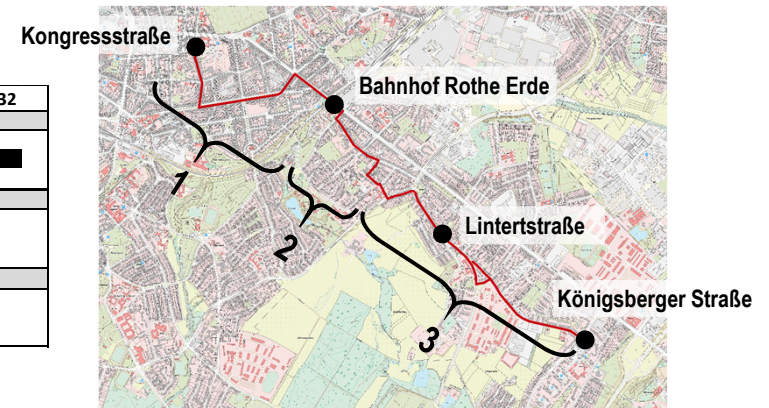 Kongressstraße
32
Bahnhof Rothe Erde
1
2
Lintertstraße
3
Königsberger Straße